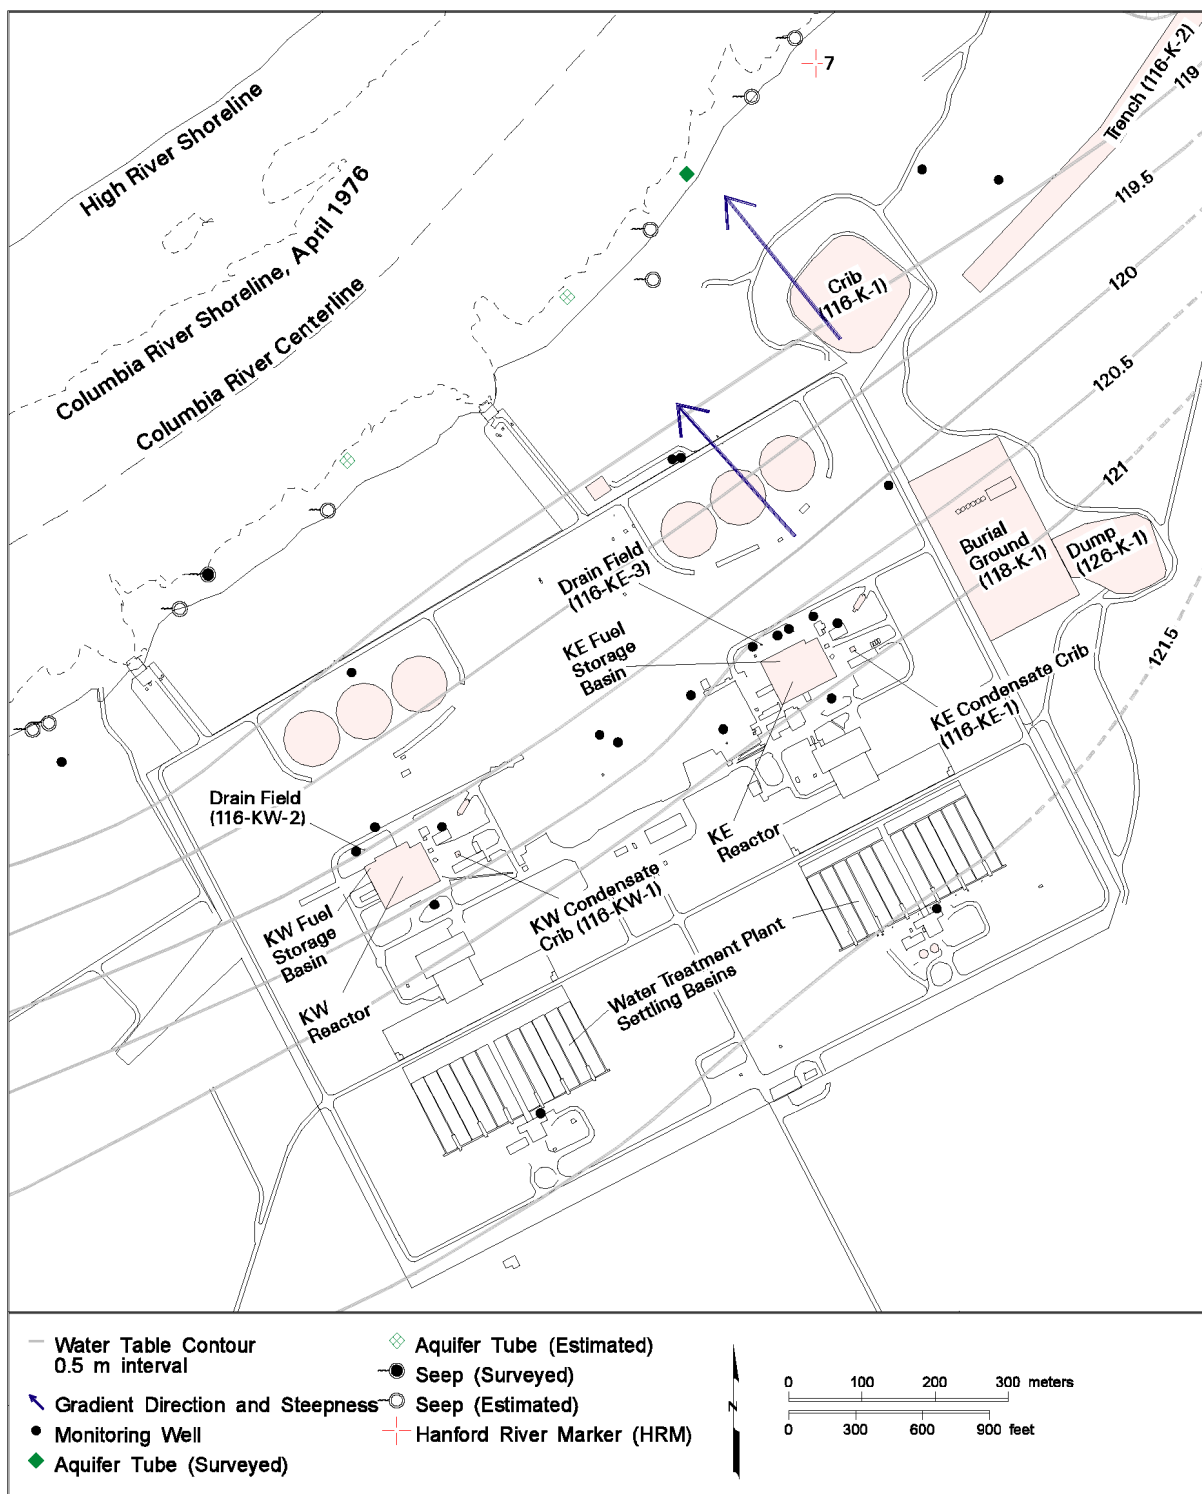 7
Trench (116-K-2)
119
High River Shoreline
119.5
Columbia River Shoreline, April 1976
120
Crib
(116-K-1)
Columbia River Centerline
120.5
121
Burial
Ground
(118-K-1)
Dump
(126-K-1)
Drain Field
(116-KE-3)
KE Fuel
Storage
Basin
121.5
KE Condensate Crib
(116-KE-1)
Drain Field
(116-KW-2)
KE
Reactor
KW Fuel
Storage
Basin
KW Condensate
Crib (116-KW-1)
Water Treatment Plant
Settling Basins
KW
Reactor
Water Table Contour
0.5 m interval
Gradient Direction and Steepness
Monitoring Well
Aquifer Tube (Surveyed)
Aquifer Tube (Estimated)
Seep (Surveyed)
Seep (Estimated)
Hanford River Marker (HRM)
N
0 100 200 300 meters
0 300 600 900 feet